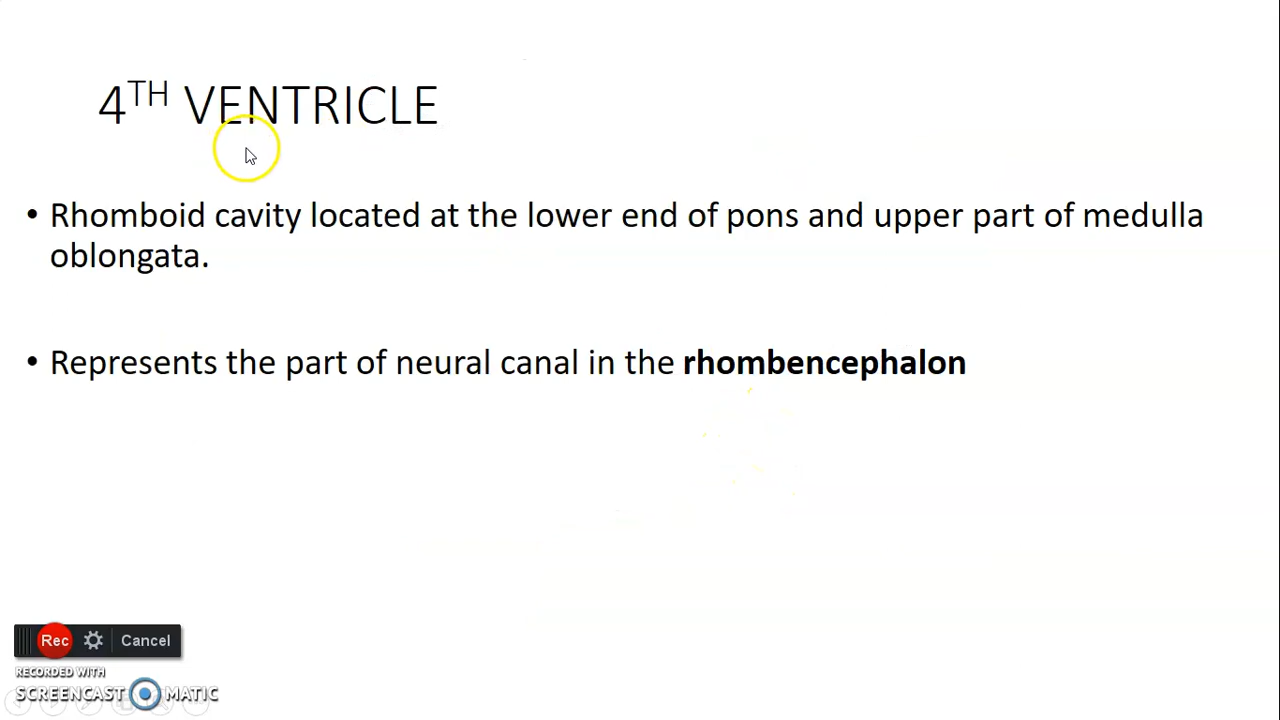 4TH VENTRICLE
• Rhomboid cavity located at the lower end of pons and upper part of medulla
oblongata.
• Represents the part of neural canal in the rhombencephalon
Rec Cancel
RECORDED WITH
SCREENCAST MATIC